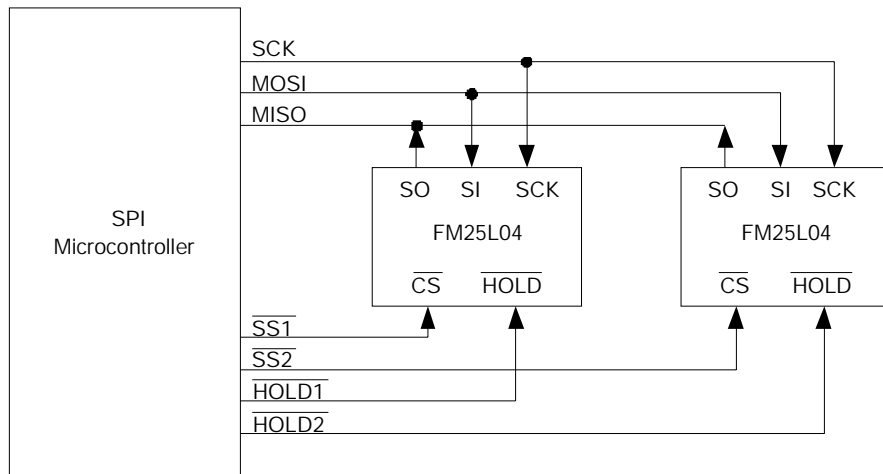 SCK
MOSI
MISO
SO SI SCK
SO SI SCK
SPI
Microcontroller
FM25L04
FM25L04
CS HOLD
CS HOLD
SS1
SS2
HOLD1
HOLD2